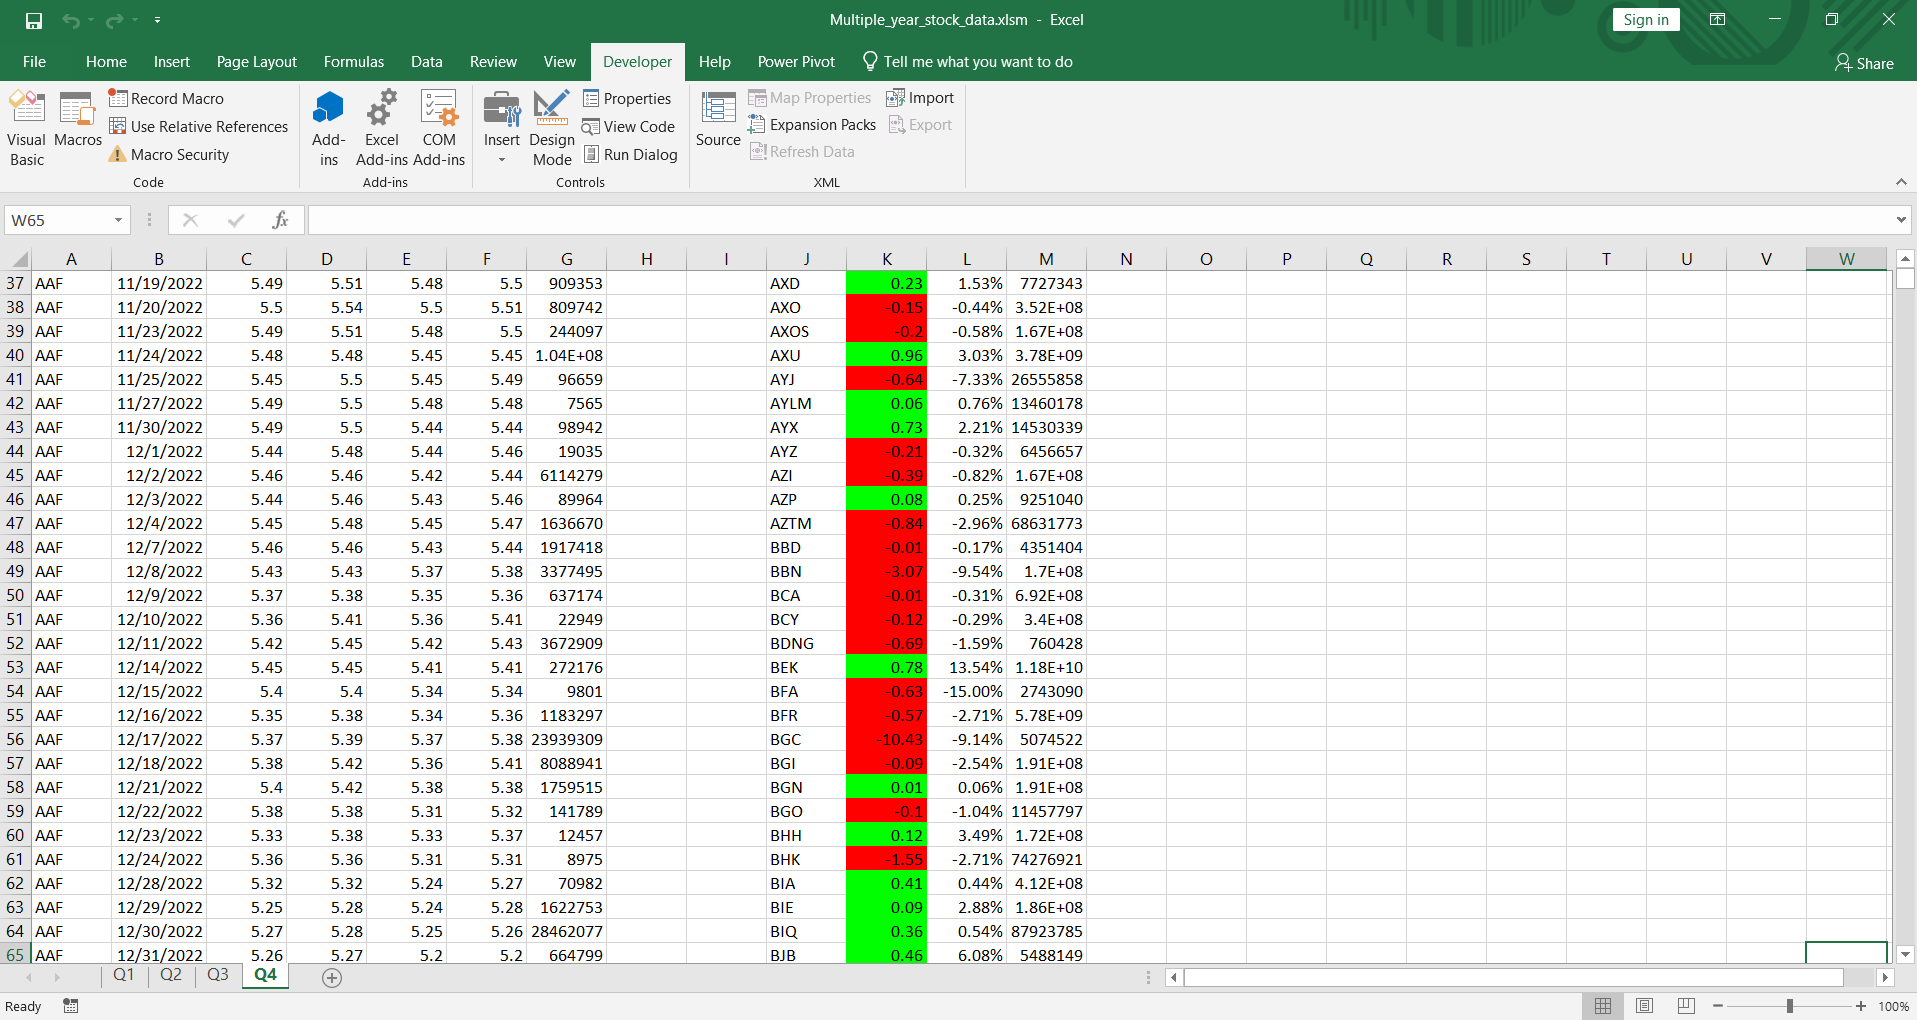 Multiple_year_stock_data.xlsm - Excel
Sign in
File Home Insert Page Layout Formulas Data Review View Developer Help Power Pivot Tell me what you want to do Share
Visual Basic
Macros
Record Macro
Use Relative References
Macro Security
Code
Add-ins
Excel Add-ins
COM Add-ins
Add-ins
Insert
Design Mode
Properties
View Code
Run Dialog
Controls
Source
Map Properties
Expansion Packs
Refresh Data
Import
Export
XML
W65 fx
A B C D E F G H I J K L M N O P Q R S T U V W
37 AAF 11/19/2022 5.49 5.51 5.48 5.5 909353 AXD 0.23 1.53% 7727343
38 AAF 11/20/2022 5.5 5.54 5.5 5.51 809742 AXO -0.15 -0.44% 3.52E+08
39 AAF 11/23/2022 5.49 5.51 5.48 5.5 244097 AXOS -0.2 -0.58% 1.67E+08
40 AAF 11/24/2022 5.48 5.48 5.45 5.45 1.04E+08 AXU 0.96 3.03% 3.78E+09
41 AAF 11/25/2022 5.45 5.5 5.45 5.49 96659 AYJ -0.64 -7.33% 26555858
42 AAF 11/27/2022 5.49 5.5 5.48 5.48 7565 AYLM 0.06 0.76% 13460178
43 AAF 11/30/2022 5.49 5.5 5.44 5.44 98942 AYX 0.73 2.21% 14530339
44 AAF 12/1/2022 5.44 5.48 5.44 5.46 19035 AYZ -0.21 -0.32% 6456657
45 AAF 12/2/2022 5.46 5.46 5.42 5.44 6114279 AZI -0.39 -0.82% 1.67E+08
46 AAF 12/3/2022 5.44 5.46 5.43 5.46 89964 AZP 0.08 0.25% 9251040
47 AAF 12/4/2022 5.45 5.48 5.45 5.47 1636670 AZTM -0.84 -2.96% 68631773
48 AAF 12/7/2022 5.46 5.46 5.43 5.44 1917418 BBD -0.01 -0.17% 4351404
49 AAF 12/8/2022 5.43 5.43 5.37 5.38 3377495 BBN -3.07 -9.54% 1.7E+08
50 AAF 12/9/2022 5.37 5.38 5.35 5.36 637174 BCA -0.01 -0.31% 6.92E+08
51 AAF 12/10/2022 5.36 5.41 5.36 5.41 22949 BCY -0.12 -0.29% 3.4E+08
52 AAF 12/11/2022 5.42 5.45 5.42 5.43 3672909 BDNG -0.69 -1.59% 760428
53 AAF 12/14/2022 5.45 5.45 5.41 5.41 272176 BEK 0.78 13.54% 1.18E+10
54 AAF 12/15/2022 5.4 5.4 5.34 5.34 9801 BFA -0.63 -15.00% 2743090
55 AAF 12/16/2022 5.35 5.38 5.34 5.36 1183297 BFR -0.57 -2.71% 5.78E+09
56 AAF 12/17/2022 5.37 5.39 5.37 5.38 23939309 BGC -10.43 -9.14% 5074522
57 AAF 12/18/2022 5.38 5.42 5.36 5.41 8088941 BGI -0.09 -2.54% 1.91E+08
58 AAF 12/21/2022 5.4 5.42 5.38 5.38 1759515 BGN 0.01 0.06% 1.91E+08
59 AAF 12/22/2022 5.38 5.38 5.31 5.32 141789 BGO -0.1 -1.04% 11457797
60 AAF 12/23/2022 5.33 5.38 5.33 5.37 12457 BHH 0.12 3.49% 1.72E+08
61 AAF 12/24/2022 5.36 5.36 5.31 5.31 8975 BHK -1.55 -2.71% 74276921
62 AAF 12/28/2022 5.32 5.32 5.24 5.27 70982 BIA 0.41 0.44% 4.12E+08
63 AAF 12/29/2022 5.25 5.28 5.24 5.28 1622753 BIE 0.09 2.88% 1.86E+08
64 AAF 12/30/2022 5.27 5.28 5.25 5.26 28462077 BIQ 0.36 0.54% 87923785
65 AAF 12/31/2022 5.26 5.27 5.2 5.2 664799 BJB 0.46 6.08% 5488149
Q1 Q2 Q3 Q4
Ready 100%